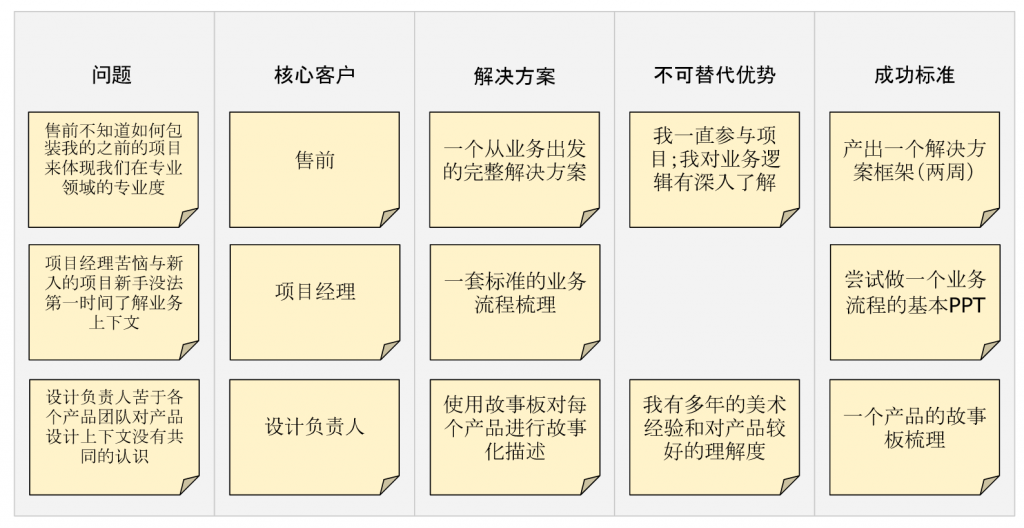 问题
核心客户
解决方案
不可替代优势
成功标准
售前不知道如何包
装我的之前的项目
来体现我们在专业
领域的专业度
售前
一个从业务出发
的完整解决方案
我一直参与项
目;我对业务逻
辑有深入了解
产出一个解决方
案框架(两周)
项目经理苦恼与新
入的项目新手没法
第一时间了解业务
上下文
项目经理
一套标准的业务
流程梳理
尝试做一个业务
流程的基本PPT
设计负责人苦于各
个产品团队对产品
设计上下文没有共
同的认识
设计负责人
使用故事板对每
个产品进行故事
化描述
我有多年的美术
经验和对产品较
好的理解度
一个产品的故事
板梳理